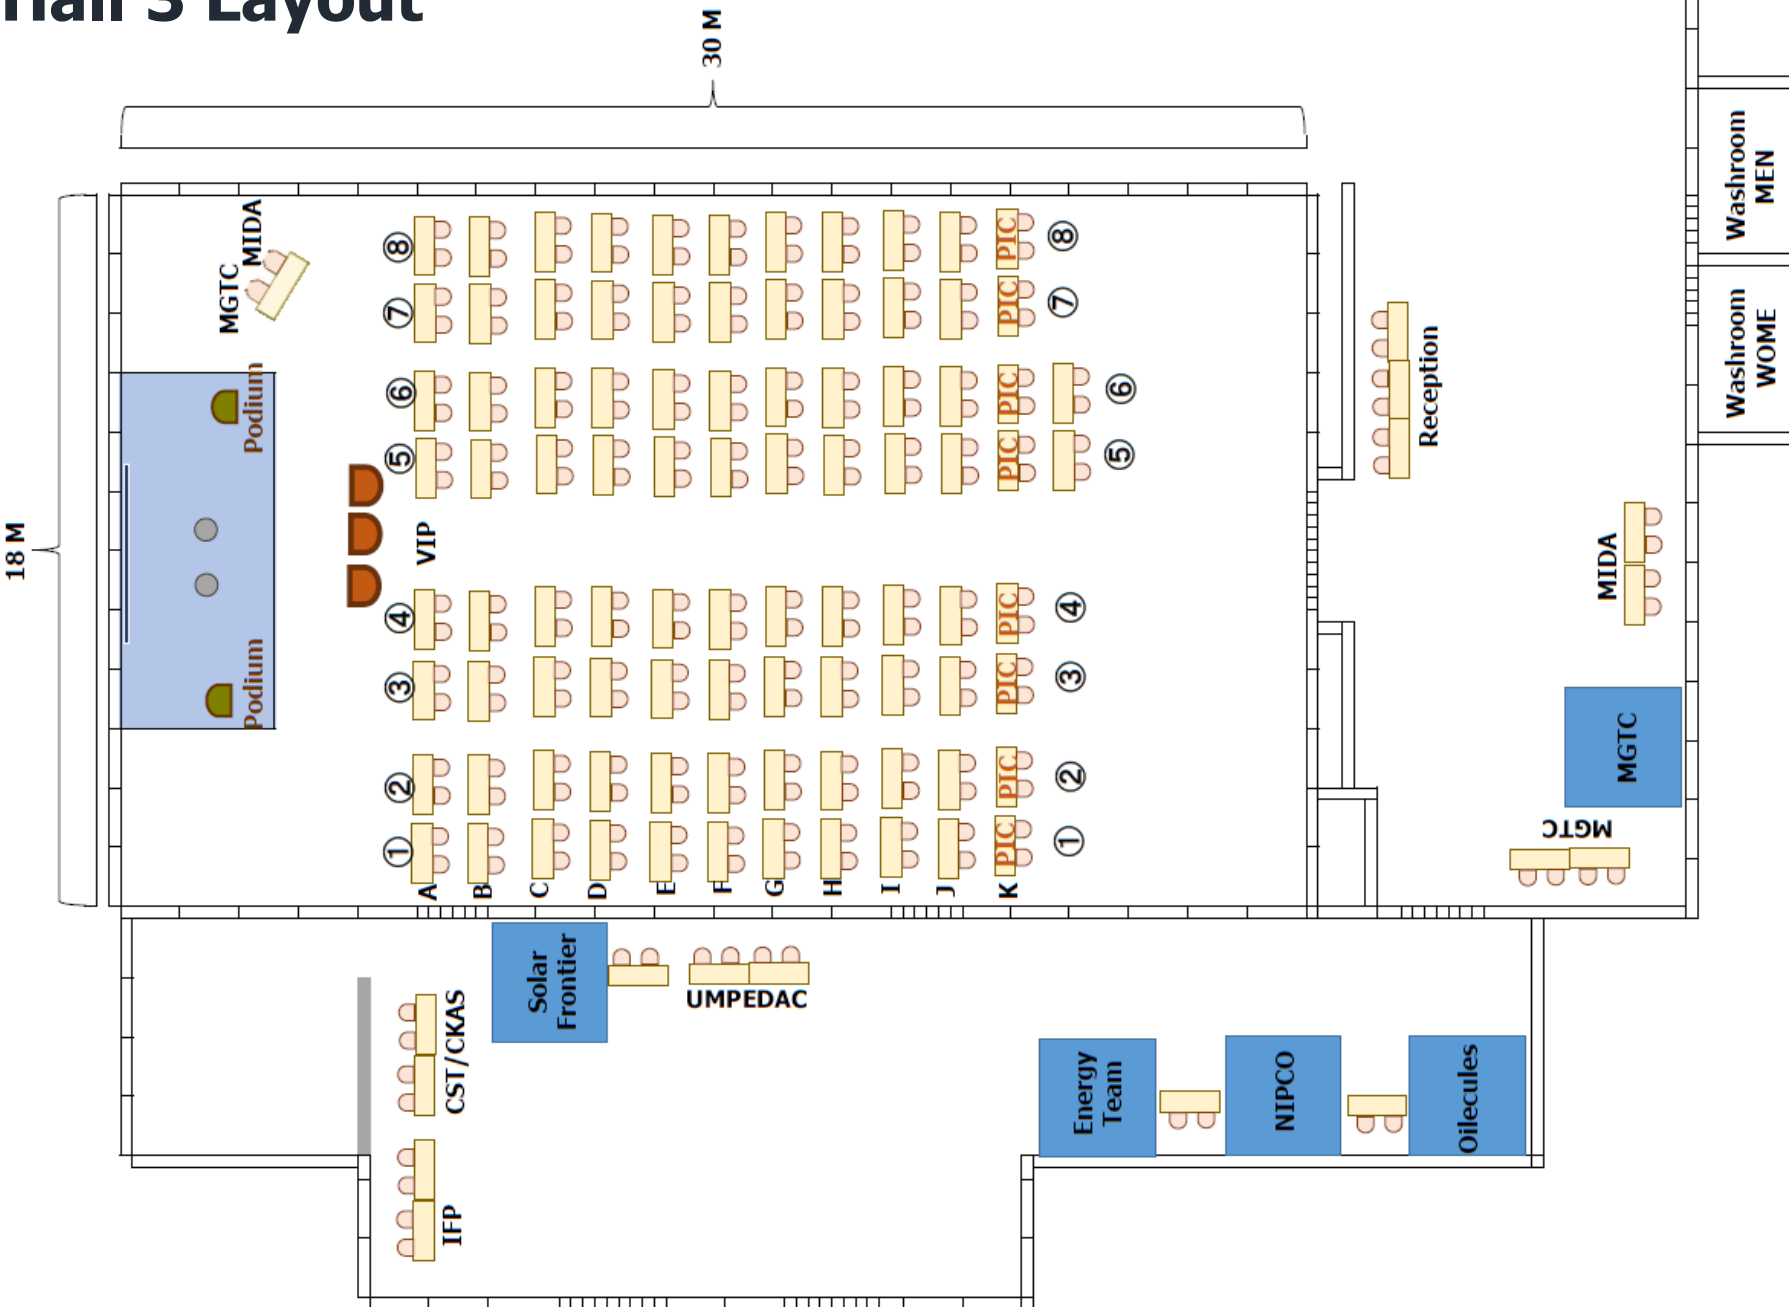 Hall 3 Layout
30 M
18 M
MGTC
MIDA
Podium
Podium
VIP
⑧
⑦
⑥
⑤
④
③
②
①
A
B
C
D
E
F
G
H
I
J
K
PIC
PIC
PIC
PIC
PIC
PIC
PIC
PIC
⑧
⑦
⑥
⑤
④
③
②
①
Reception
Washroom
MEN
Washroom
WOME
MIDA
MGTC
MGTC
Solar
Frontier
UMPEDAC
CST/CKAS
IFP
Energy
Team
NIPCO
Oilecules